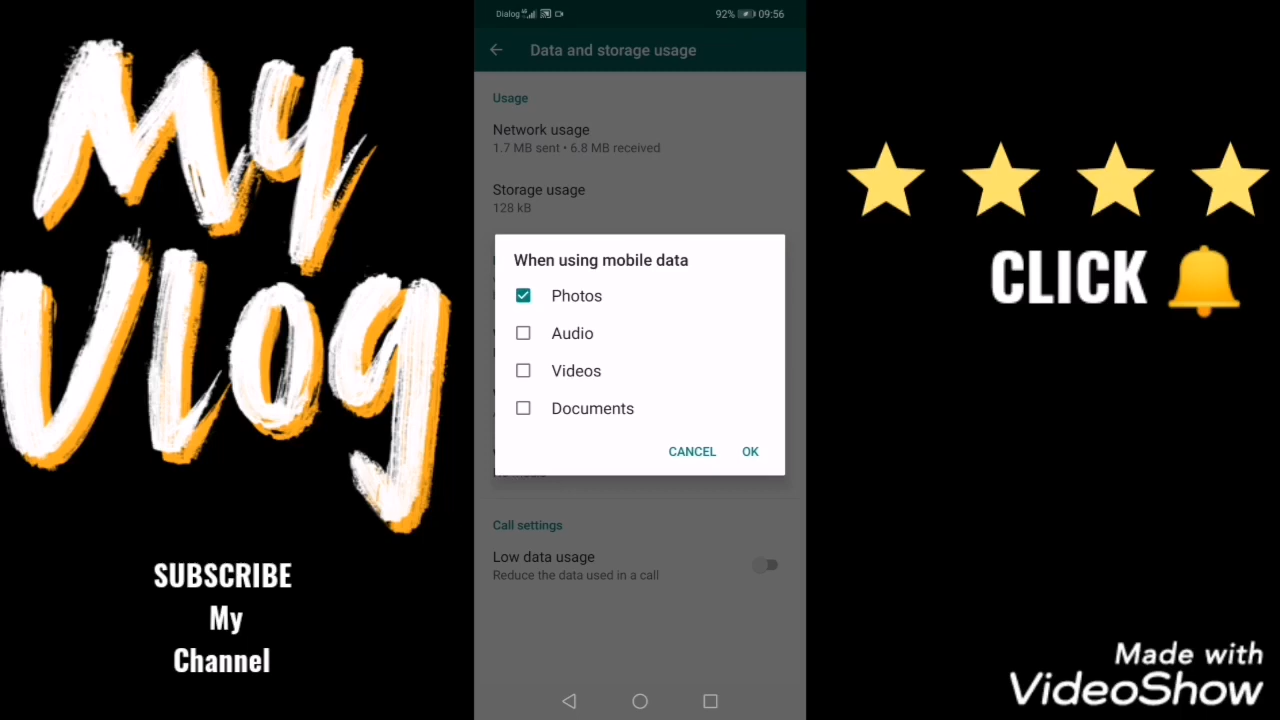 My
Vlog
SUBSCRIBE
My
Channel
Dialog 92% 09:56
Data and storage usage
Usage
Network usage
1.7 MB sent • 6.8 MB received
Storage usage
128 kB
When using mobile data
Photos
Audio
Videos
Documents
CANCEL OK
Call settings
Low data usage
Reduce the data used in a call
CLICK
Made with
VideoShow